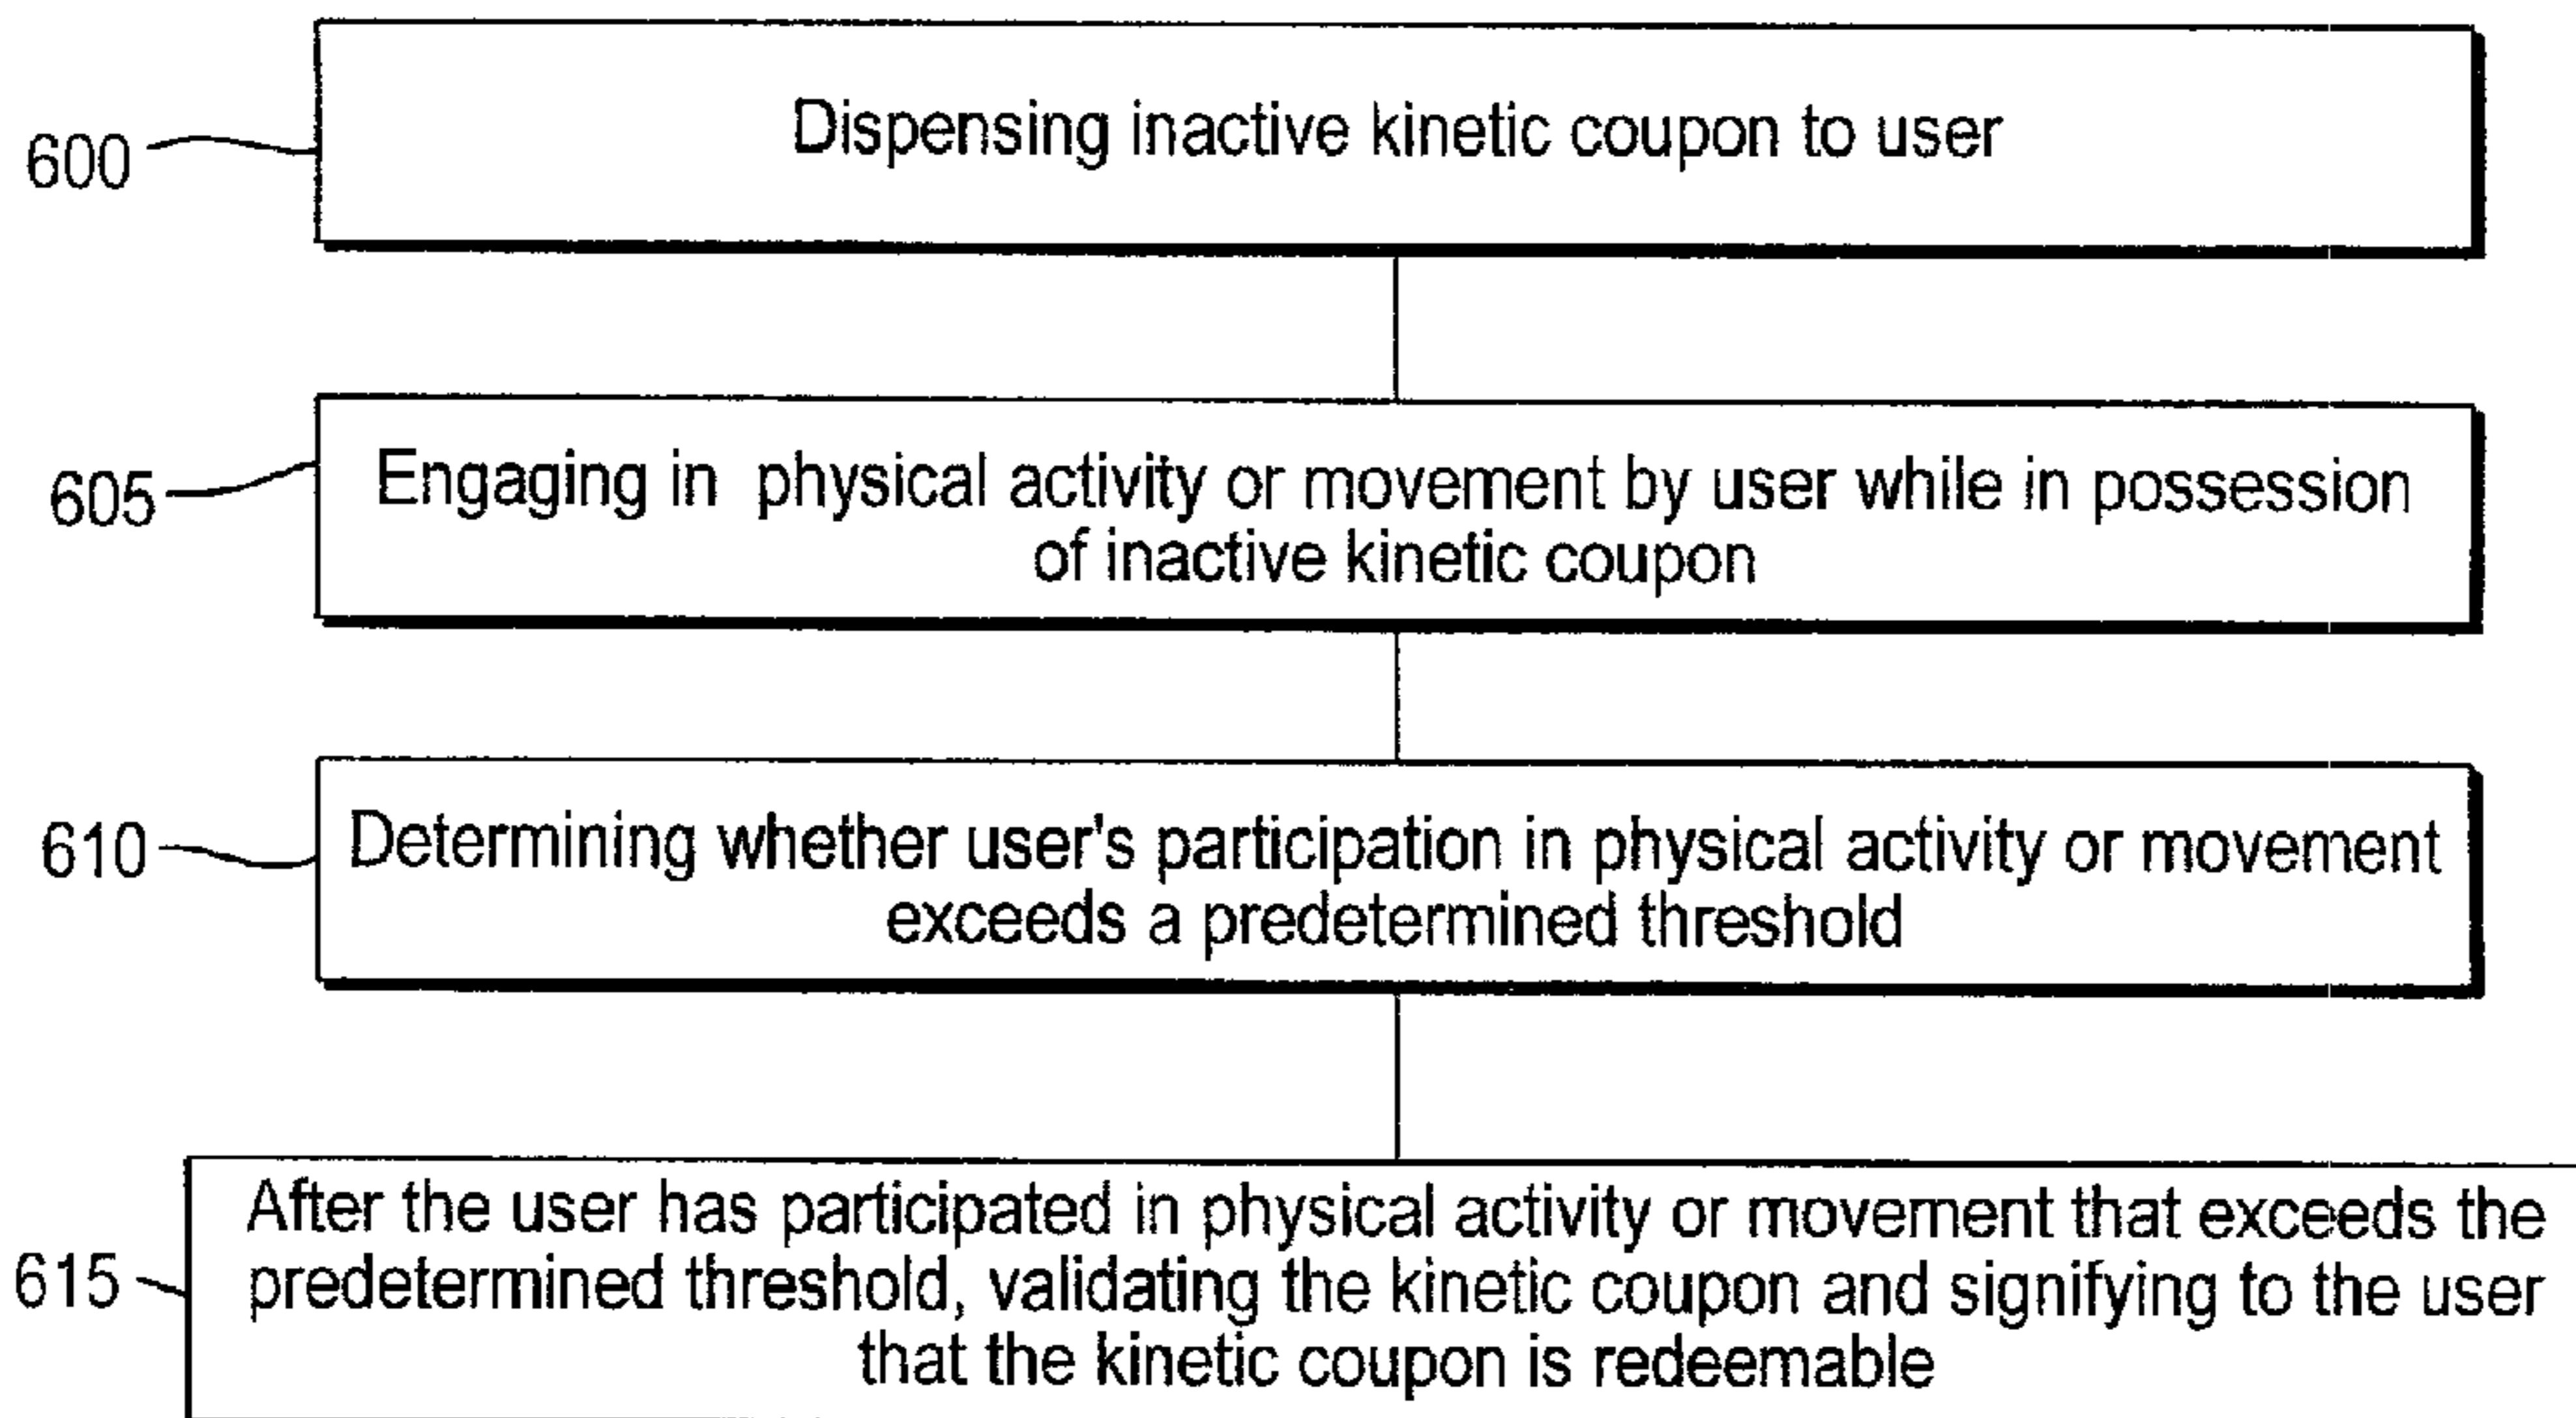 600
Dispensing inactive kinetic coupon to user
605
Engaging in physical activity or movement by user while in possession
of inactive kinetic coupon
610
Determining whether user's participation in physical activity or movement
exceeds a predetermined threshold
615
After the user has participated in physical activity or movement that exceeds the
predetermined threshold, validating the kinetic coupon and signifying to the user
that the kinetic coupon is redeemable